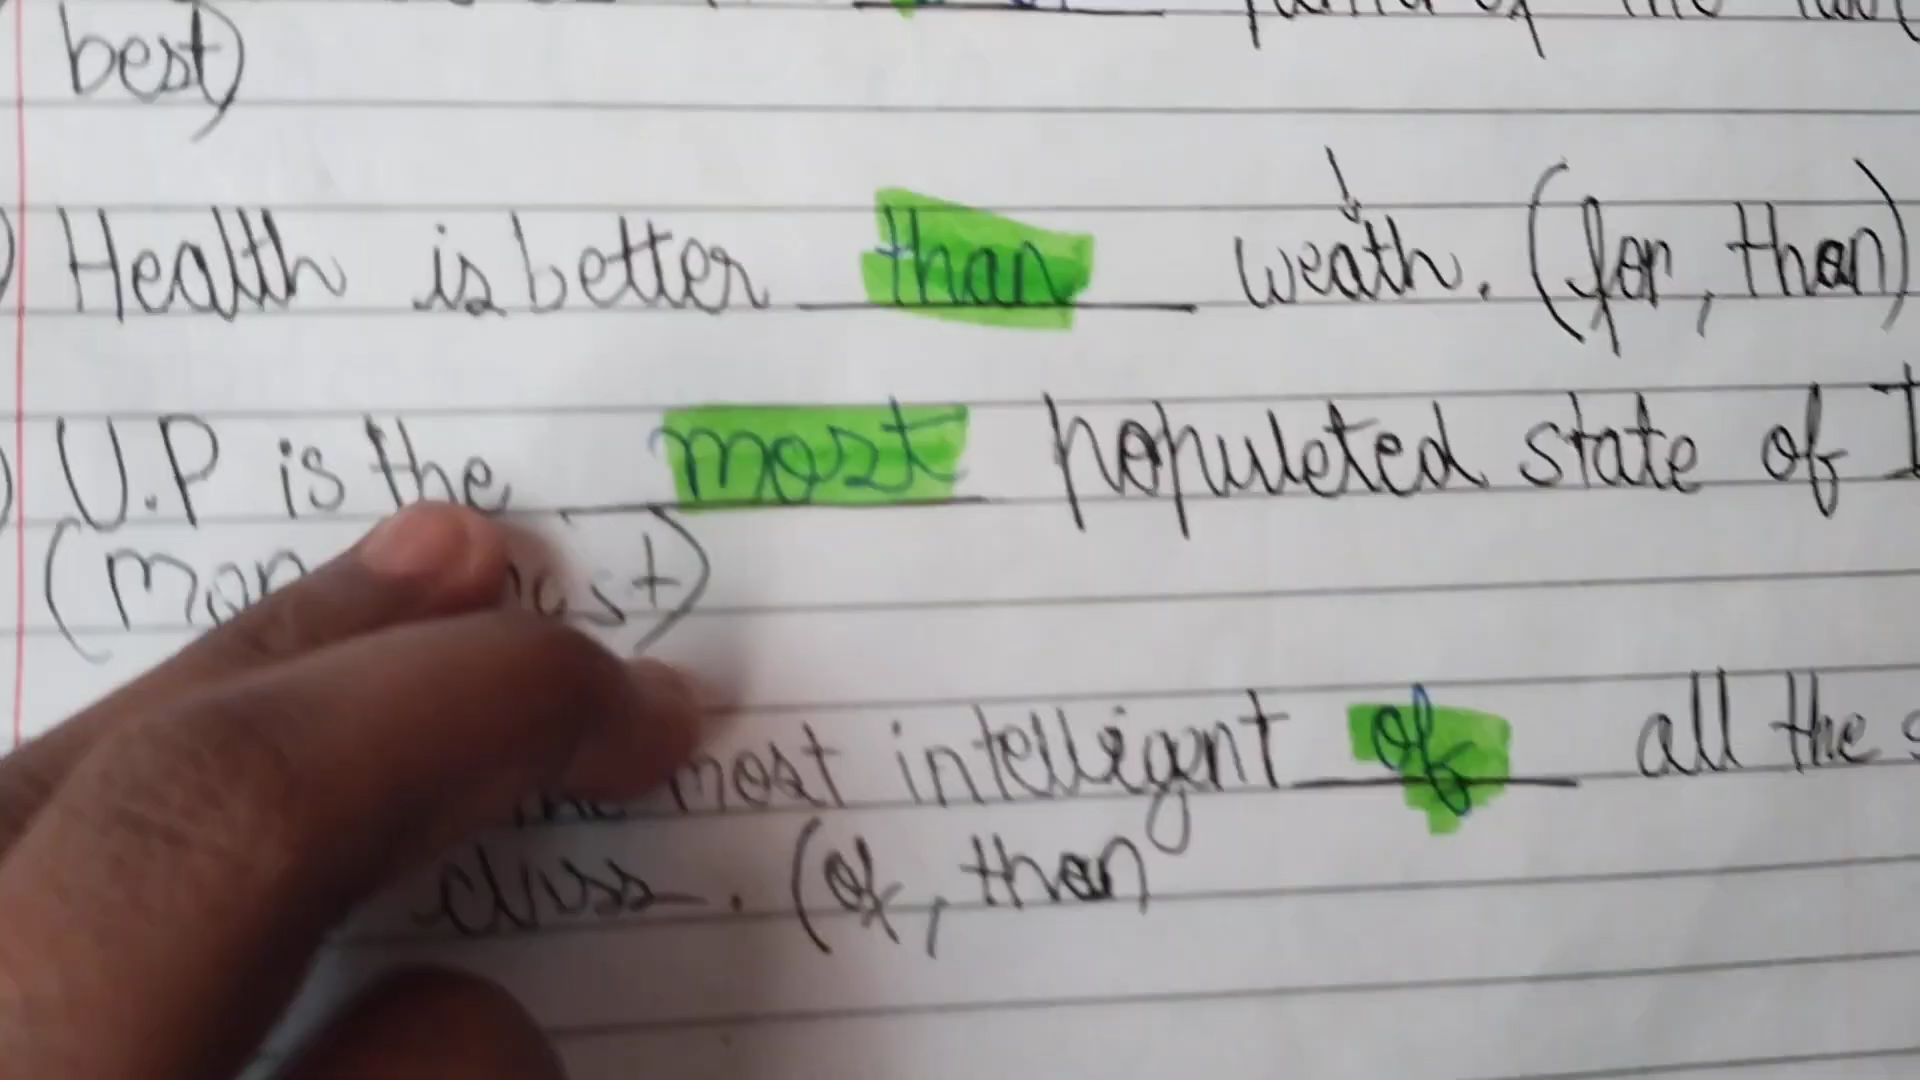 best)
Health is better than weath. (for, than)
U.P is the most populeted state of
most intelligent of all the
class. (of, than